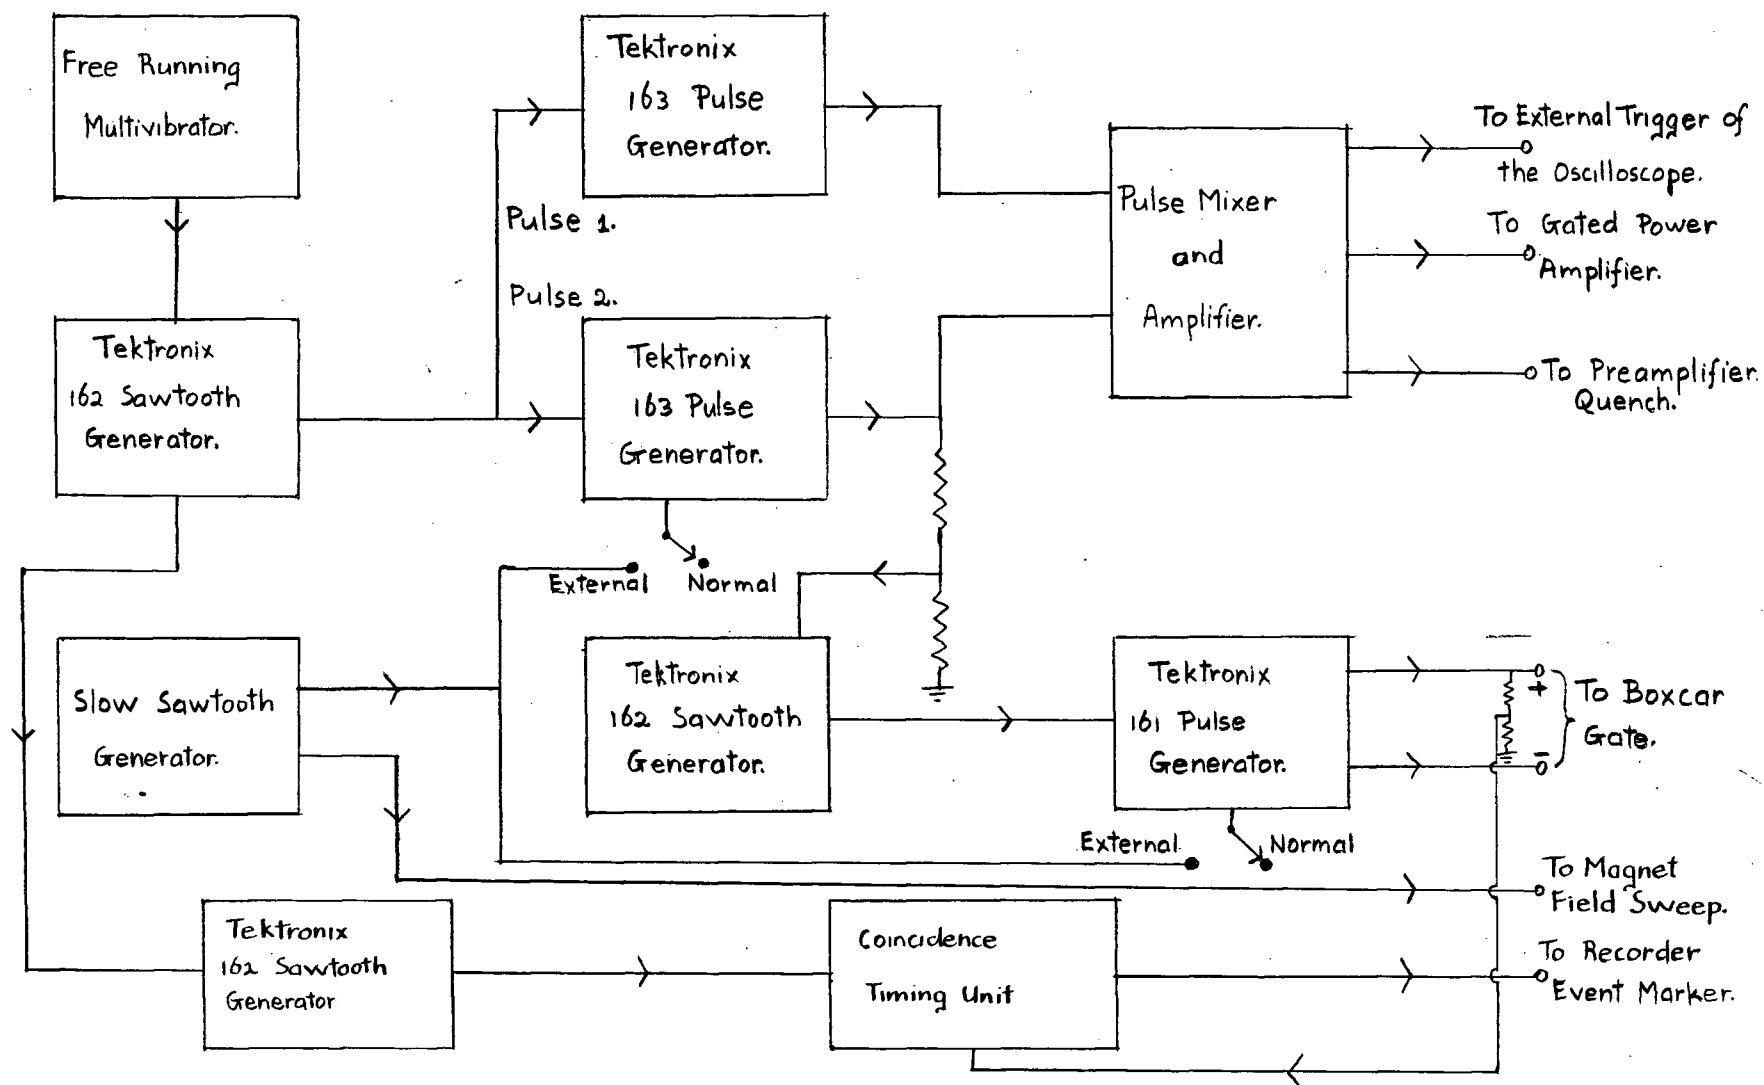 Free Running
Multivibrator.
Tektronix
163 Pulse
Generator.
Pulse 1.
Pulse 2.
Pulse Mixer
and
Amplifier.
To External Trigger of
the Oscilloscope.
To Gated Power
Amplifier.
To Preamplifier
Quench.
Tektronix
162 Sawtooth
Generator.
Tektronix
163 Pulse
Generator.
External
Normal
Slow Sawtooth
Generator.
Tektronix
162 Sawtooth
Generator.
Tektronix
161 Pulse
Generator.
+
-
To Boxcar
Gate.
External
Normal
To Magnet
Field Sweep.
Tektronix
162 Sawtooth
Generator
Coincidence
Timing Unit
To Recorder
Event Marker.